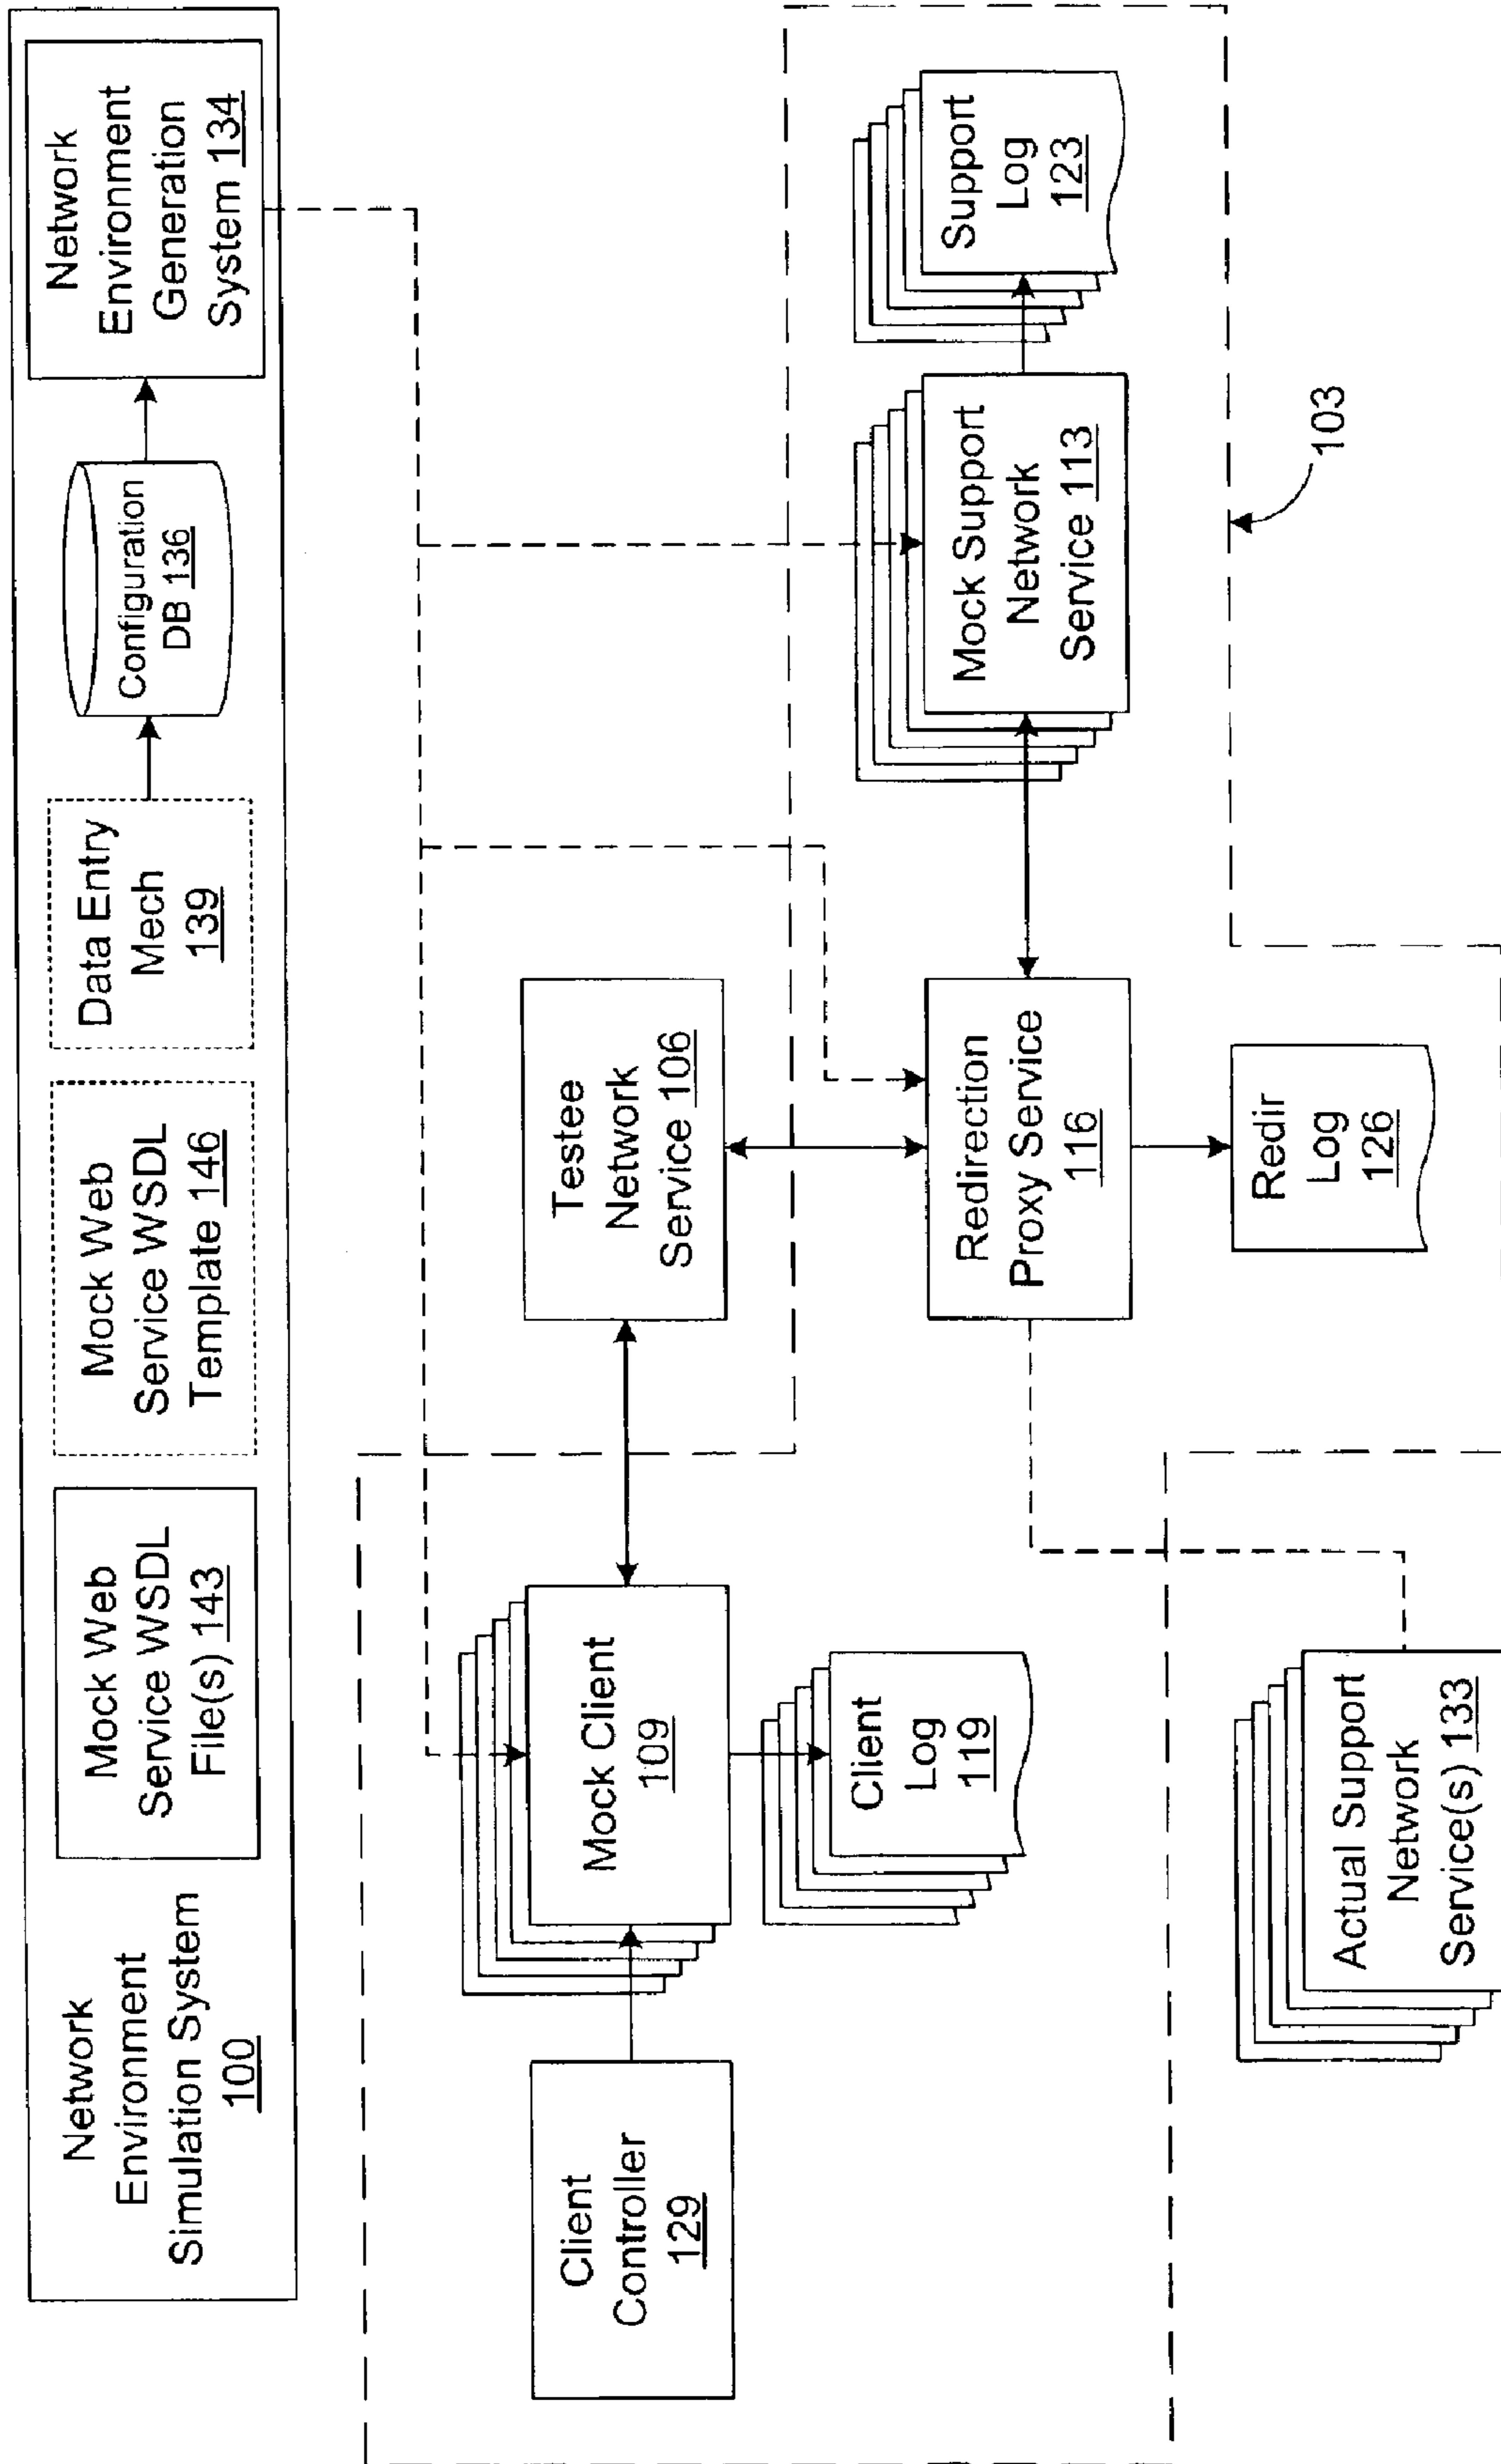 Network
Environment
Simulation System
100
Mock Web
Service WSDL
File(s) 143
Mock Web
Service WSDL
Template 146
Data Entry
Mech
139
Configuration
DB 136
Network
Environment
Generation
System 134
Client
Controller
129
Mock Client
109
Client
Log
119
Testee
Network
Service 106
Redirection
Proxy Service
116
Redir
Log
126
Mock Support
Network
Service 113
Support
Log
123
103
Actual Support
Network
Service(s) 133